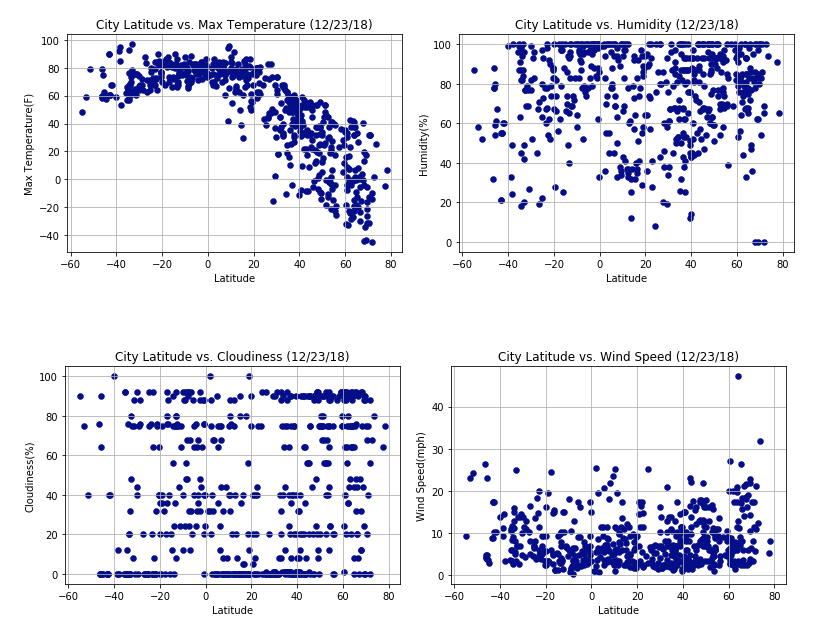 City Latitude vs. Max Temperature (12/23/18)
100
80
60
40
20
0
−20
−40
Max Temperature(F)
−60 −40 −20 0 20 40 60 80
Latitude
City Latitude vs. Humidity (12/23/18)
100
80
60
40
20
0
Humidity(%)
−60 −40 −20 0 20 40 60 80
Latitude
City Latitude vs. Cloudiness (12/23/18)
100
80
60
40
20
0
Cloudiness(%)
−60 −40 −20 0 20 40 60 80
Latitude
City Latitude vs. Wind Speed (12/23/18)
40
30
20
10
0
Wind Speed(mph)
−60 −40 −20 0 20 40 60 80
Latitude